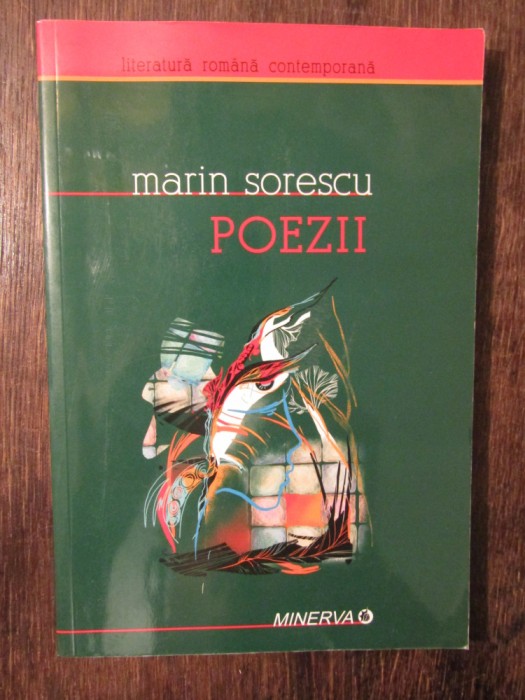 literatură română contemporană
marin sorescu
POEZII
MINERVA